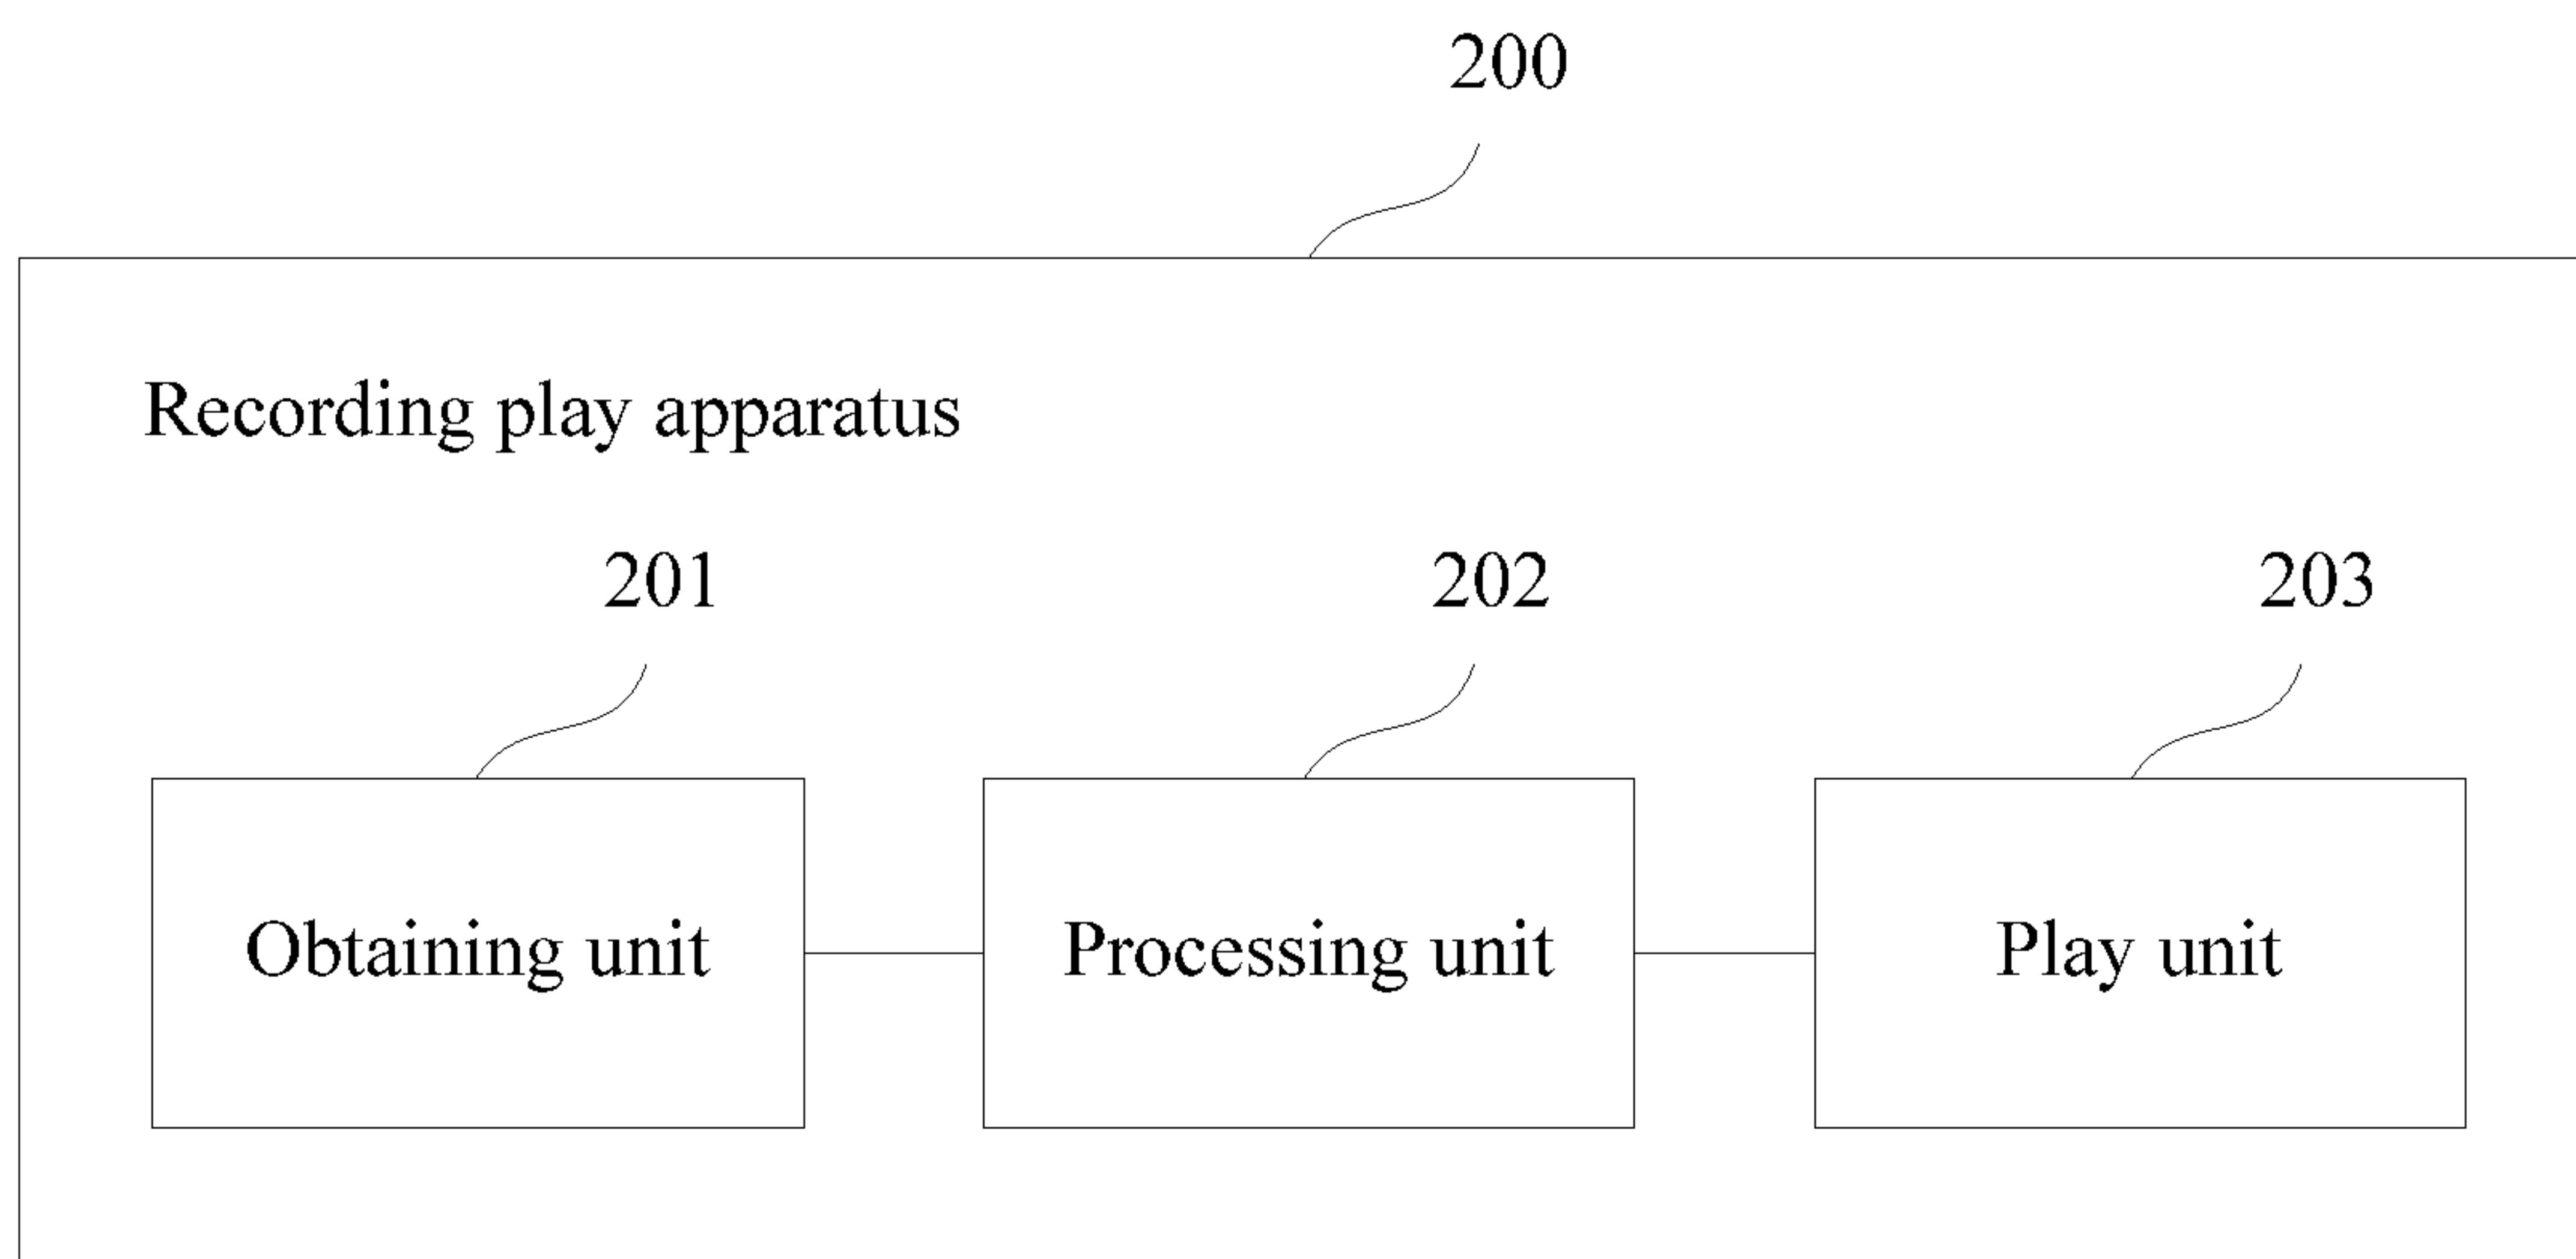 200
Recording play apparatus
201 202 203
Obtaining unit Processing unit Play unit